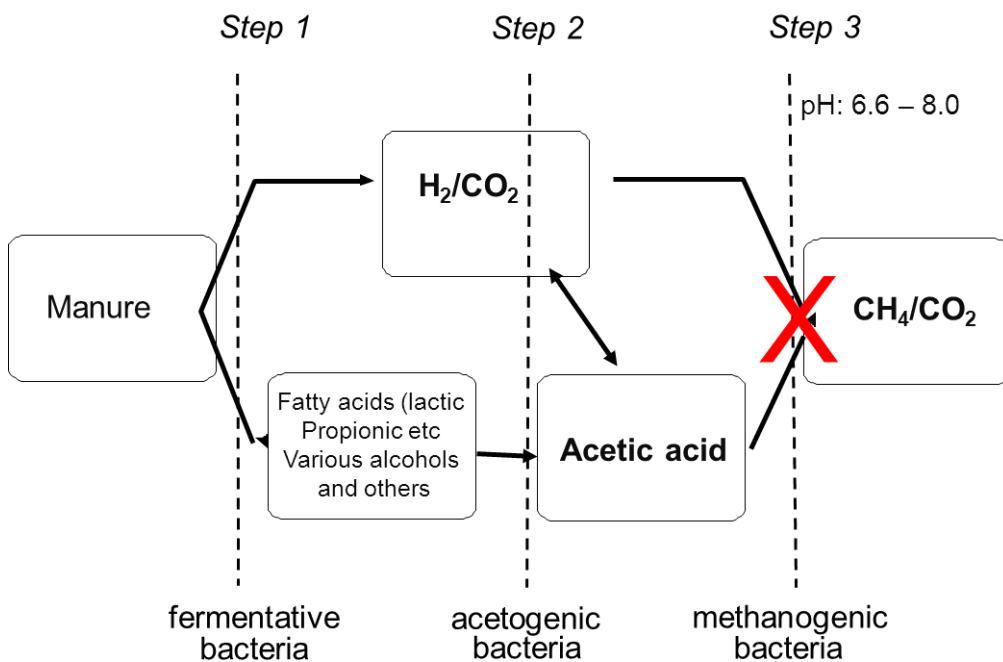 Step 1
Step 2
Step 3
pH: 6.6 – 8.0
H₂/CO₂
Manure
CH₄/CO₂
Fatty acids (lactic
Propionic etc
Various alcohols
and others
Acetic acid
fermentative
bacteria
acetogenic
bacteria
methanogenic
bacteria